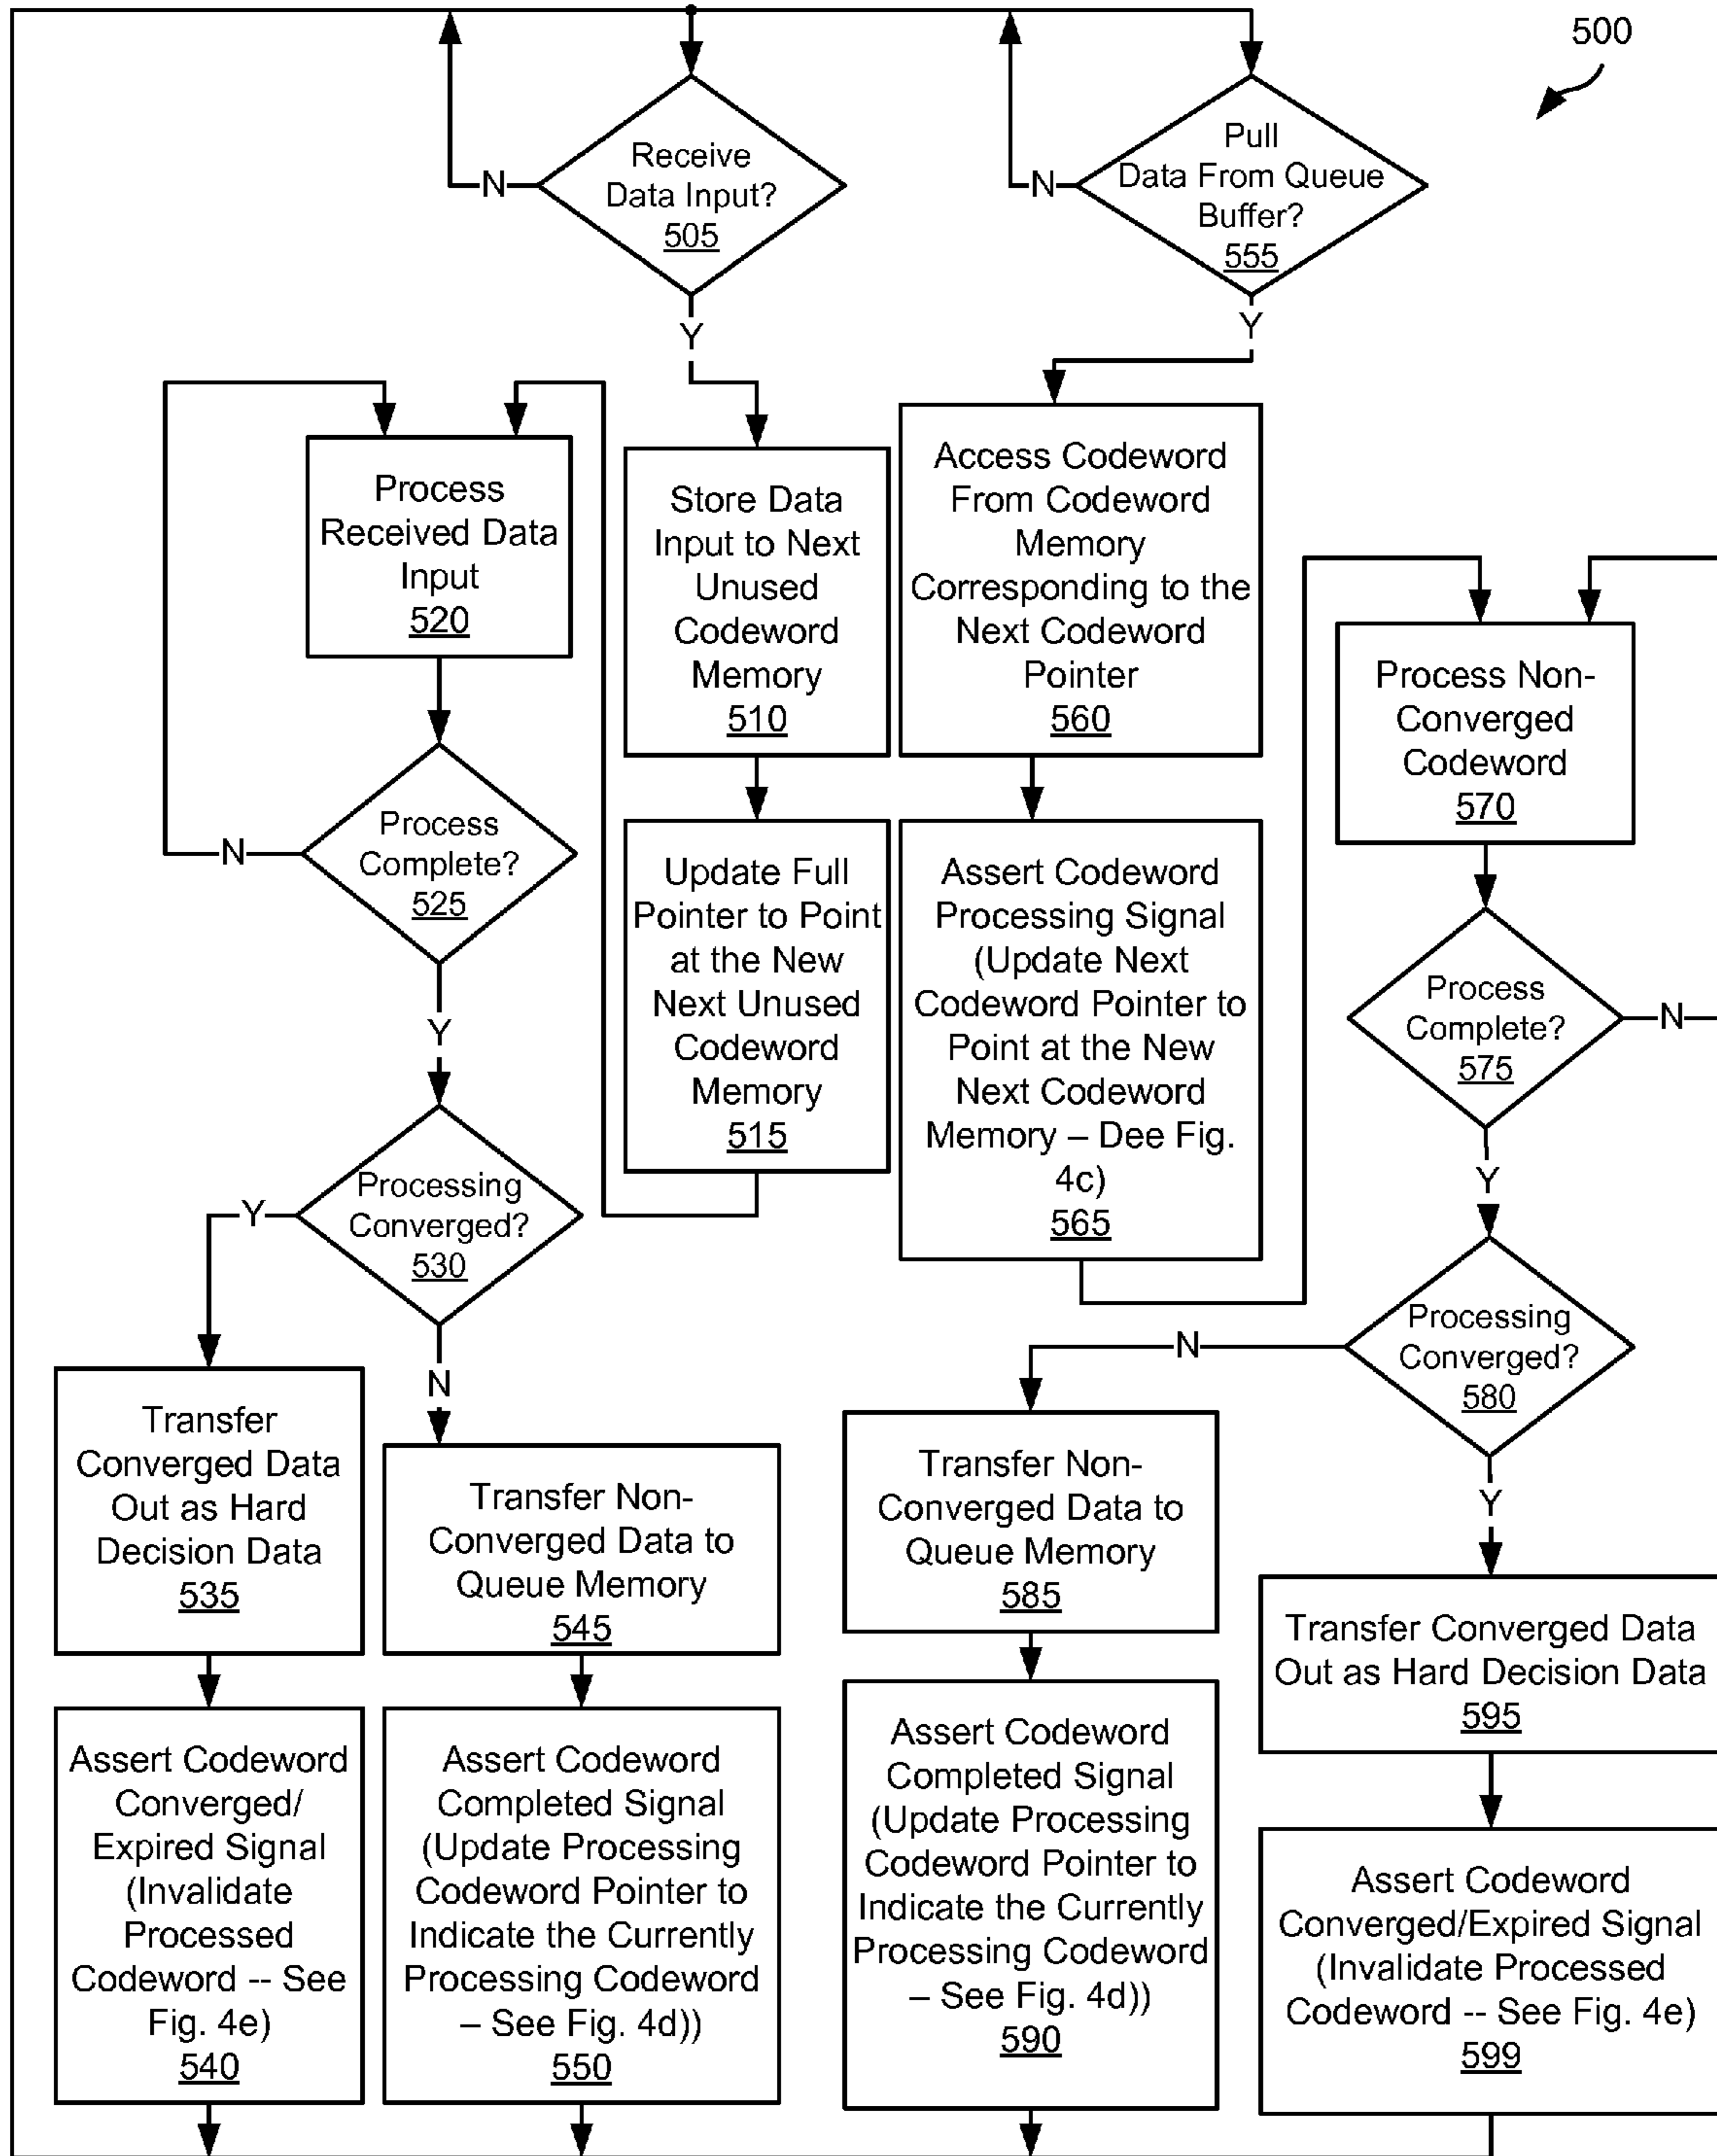 500
Receive
Data Input?
505
N
Y
Pull
Data From Queue
Buffer?
555
N
Y
Process
Received Data
Input
520
Process
Complete?
525
N
Y
Store Data
Input to Next
Unused
Codeword
Memory
510
Update Full
Pointer to Point
at the New
Next Unused
Codeword
Memory
515
Access Codeword
From Codeword
Memory
Corresponding to the
Next Codeword
Pointer
560
Assert Codeword
Processing Signal
(Update Next
Codeword Pointer to
Point at the New
Next Codeword
Memory – Dee Fig.
4c)
565
Process Non-
Converged
Codeword
570
Process
Complete?
575
N
Y
Processing
Converged?
530
Y
N
Processing
Converged?
580
N
Y
Transfer
Converged Data
Out as Hard
Decision Data
535
Transfer Non-
Converged Data to
Queue Memory
545
Transfer Non-
Converged Data to
Queue Memory
585
Transfer Converged Data
Out as Hard Decision Data
595
Assert Codeword
Converged/
Expired Signal
(Invalidate
Processed
Codeword -- See
Fig. 4e)
540
Assert Codeword
Completed Signal
(Update Processing
Codeword Pointer to
Indicate the Currently
Processing Codeword
– See Fig. 4d))
550
Assert Codeword
Completed Signal
(Update Processing
Codeword Pointer to
Indicate the Currently
Processing Codeword
– See Fig. 4d))
590
Assert Codeword
Converged/Expired Signal
(Invalidate Processed
Codeword -- See Fig. 4e)
599